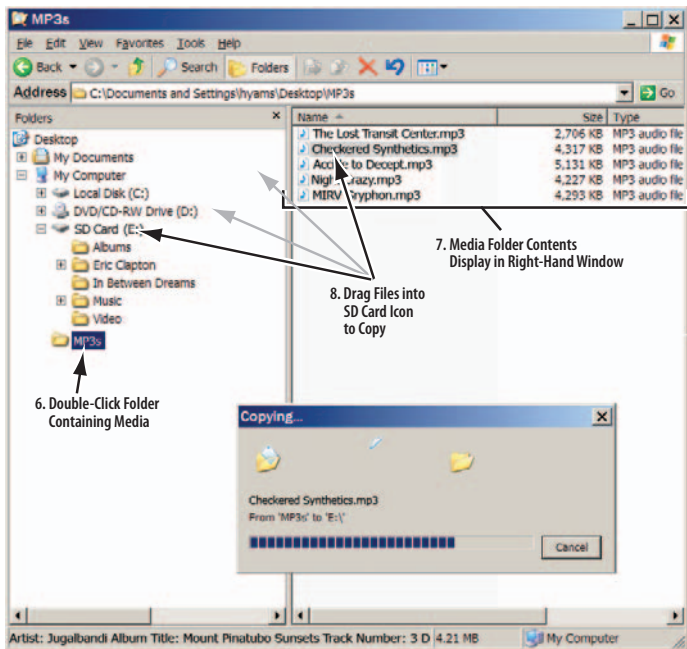 MP3s
File Edit View Favorites Tools Help
Back Search Folders
Address C:\Documents and Settings\hyams\Desktop\MP3s Go
Folders
Desktop
My Documents
My Computer
Local Disk (C:)
DVD/CD-RW Drive (D:)
SD Card (E:)
Albums
Eric Clapton
In Between Dreams
Music
Video
MP3s
Name Size Type
The Lost Transit Center.mp3 2,706 KB MP3 audio file
Checkered Synthetics.mp3 4,317 KB MP3 audio file
to Decept.mp3 5,131 KB MP3 audio file
4,227 KB MP3 audio file
MIRV Gryphon.mp3 4,293 KB MP3 audio file
7. Media Folder Contents
Display in Right-Hand Window
8. Drag Files into
SD Card Icon
to Copy
6. Double-Click Folder
Containing Media
Copying...
Checkered Synthetics.mp3
From 'MP3s' to 'E:\'
Cancel
Artist: Jugalbandi Album Title: Mount Pinatubo Sunsets Track Number: 3 D 4.21 MB My Computer